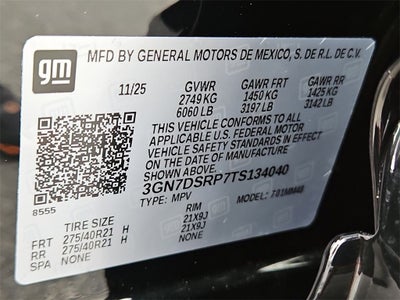 gm
MFD BY GENERAL MOTORS DE MEXICO, S. DE R.L. DE C.V.
11/25 GVWR GAWR FRT GAWR RR
2749 KG 1450 KG 1425 KG
6060 LB 3197 LB 3142 LB
THIS VEHICLE CONFORMS TO ALL
APPLICABLE U.S. FEDERAL MOTOR
VEHICLE SAFETY STANDARDS IN EFFECT
ON THE DATE OF MANUFACTURE SHOWN ABOVE.
3GN7DSRP7TS134040
8555 TYPE: MPV MODEL:
TIRE SIZE RIM
FRT 275/40R21 H 21X9J
RR 275/40R21 H 21X9J
SPA NONE NONE